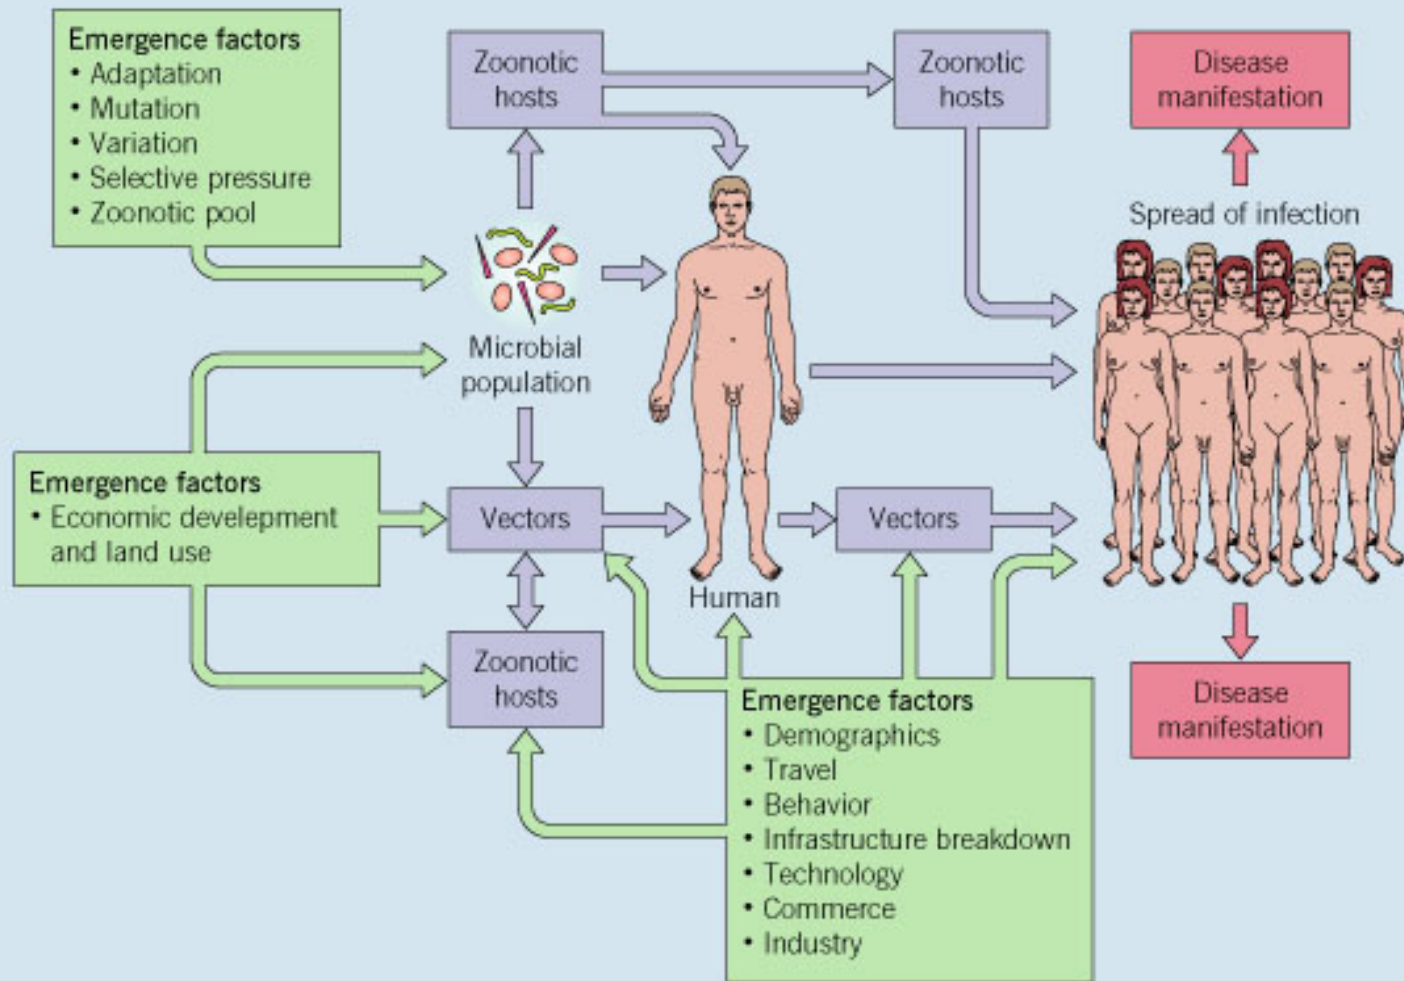 Emergence factors
• Adaptation
• Mutation
• Variation
• Selective pressure
• Zoonotic pool
Zoonotic
hosts
Zoonotic
hosts
Disease
manifestation
Spread of infection
Microbial
population
Emergence factors
• Economic develepment
and land use
Vectors
Vectors
Human
Zoonotic
hosts
Emergence factors
• Demographics
• Travel
• Behavior
• Infrastructure breakdown
• Technology
• Commerce
• Industry
Disease
manifestation